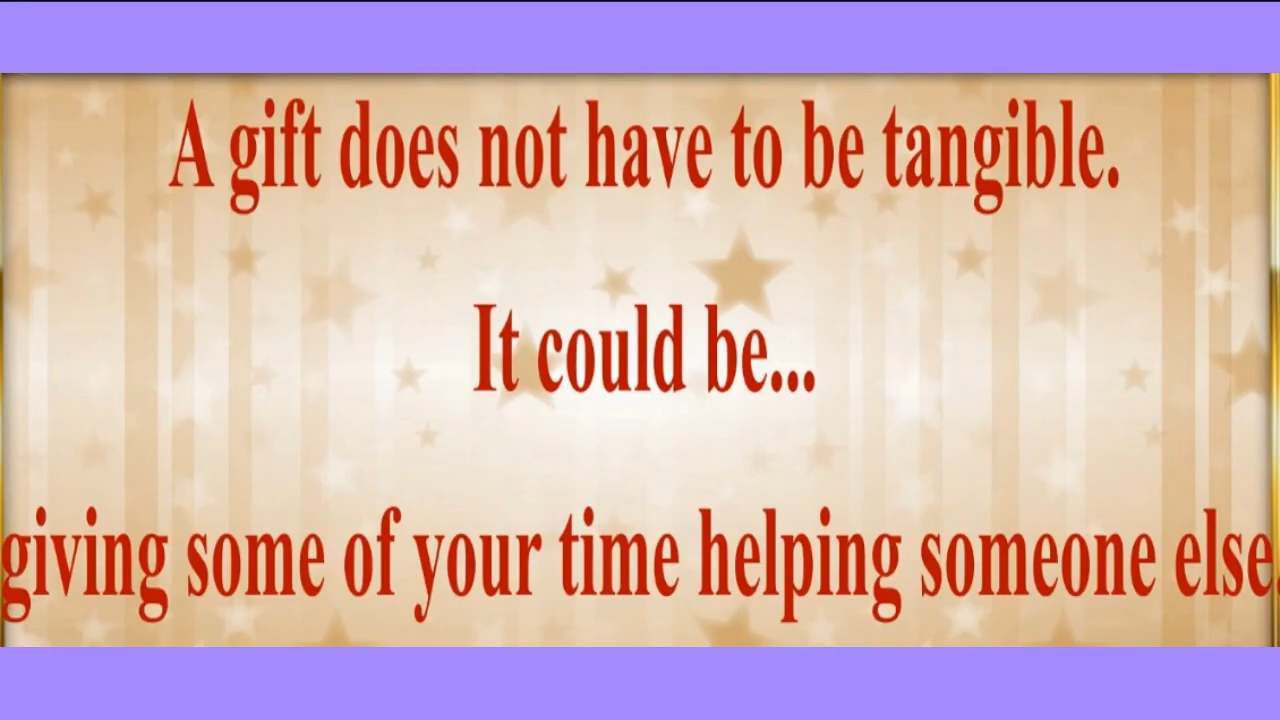 A gift does not have to be tangible.
It could be...
giving some of your time helping someone else.